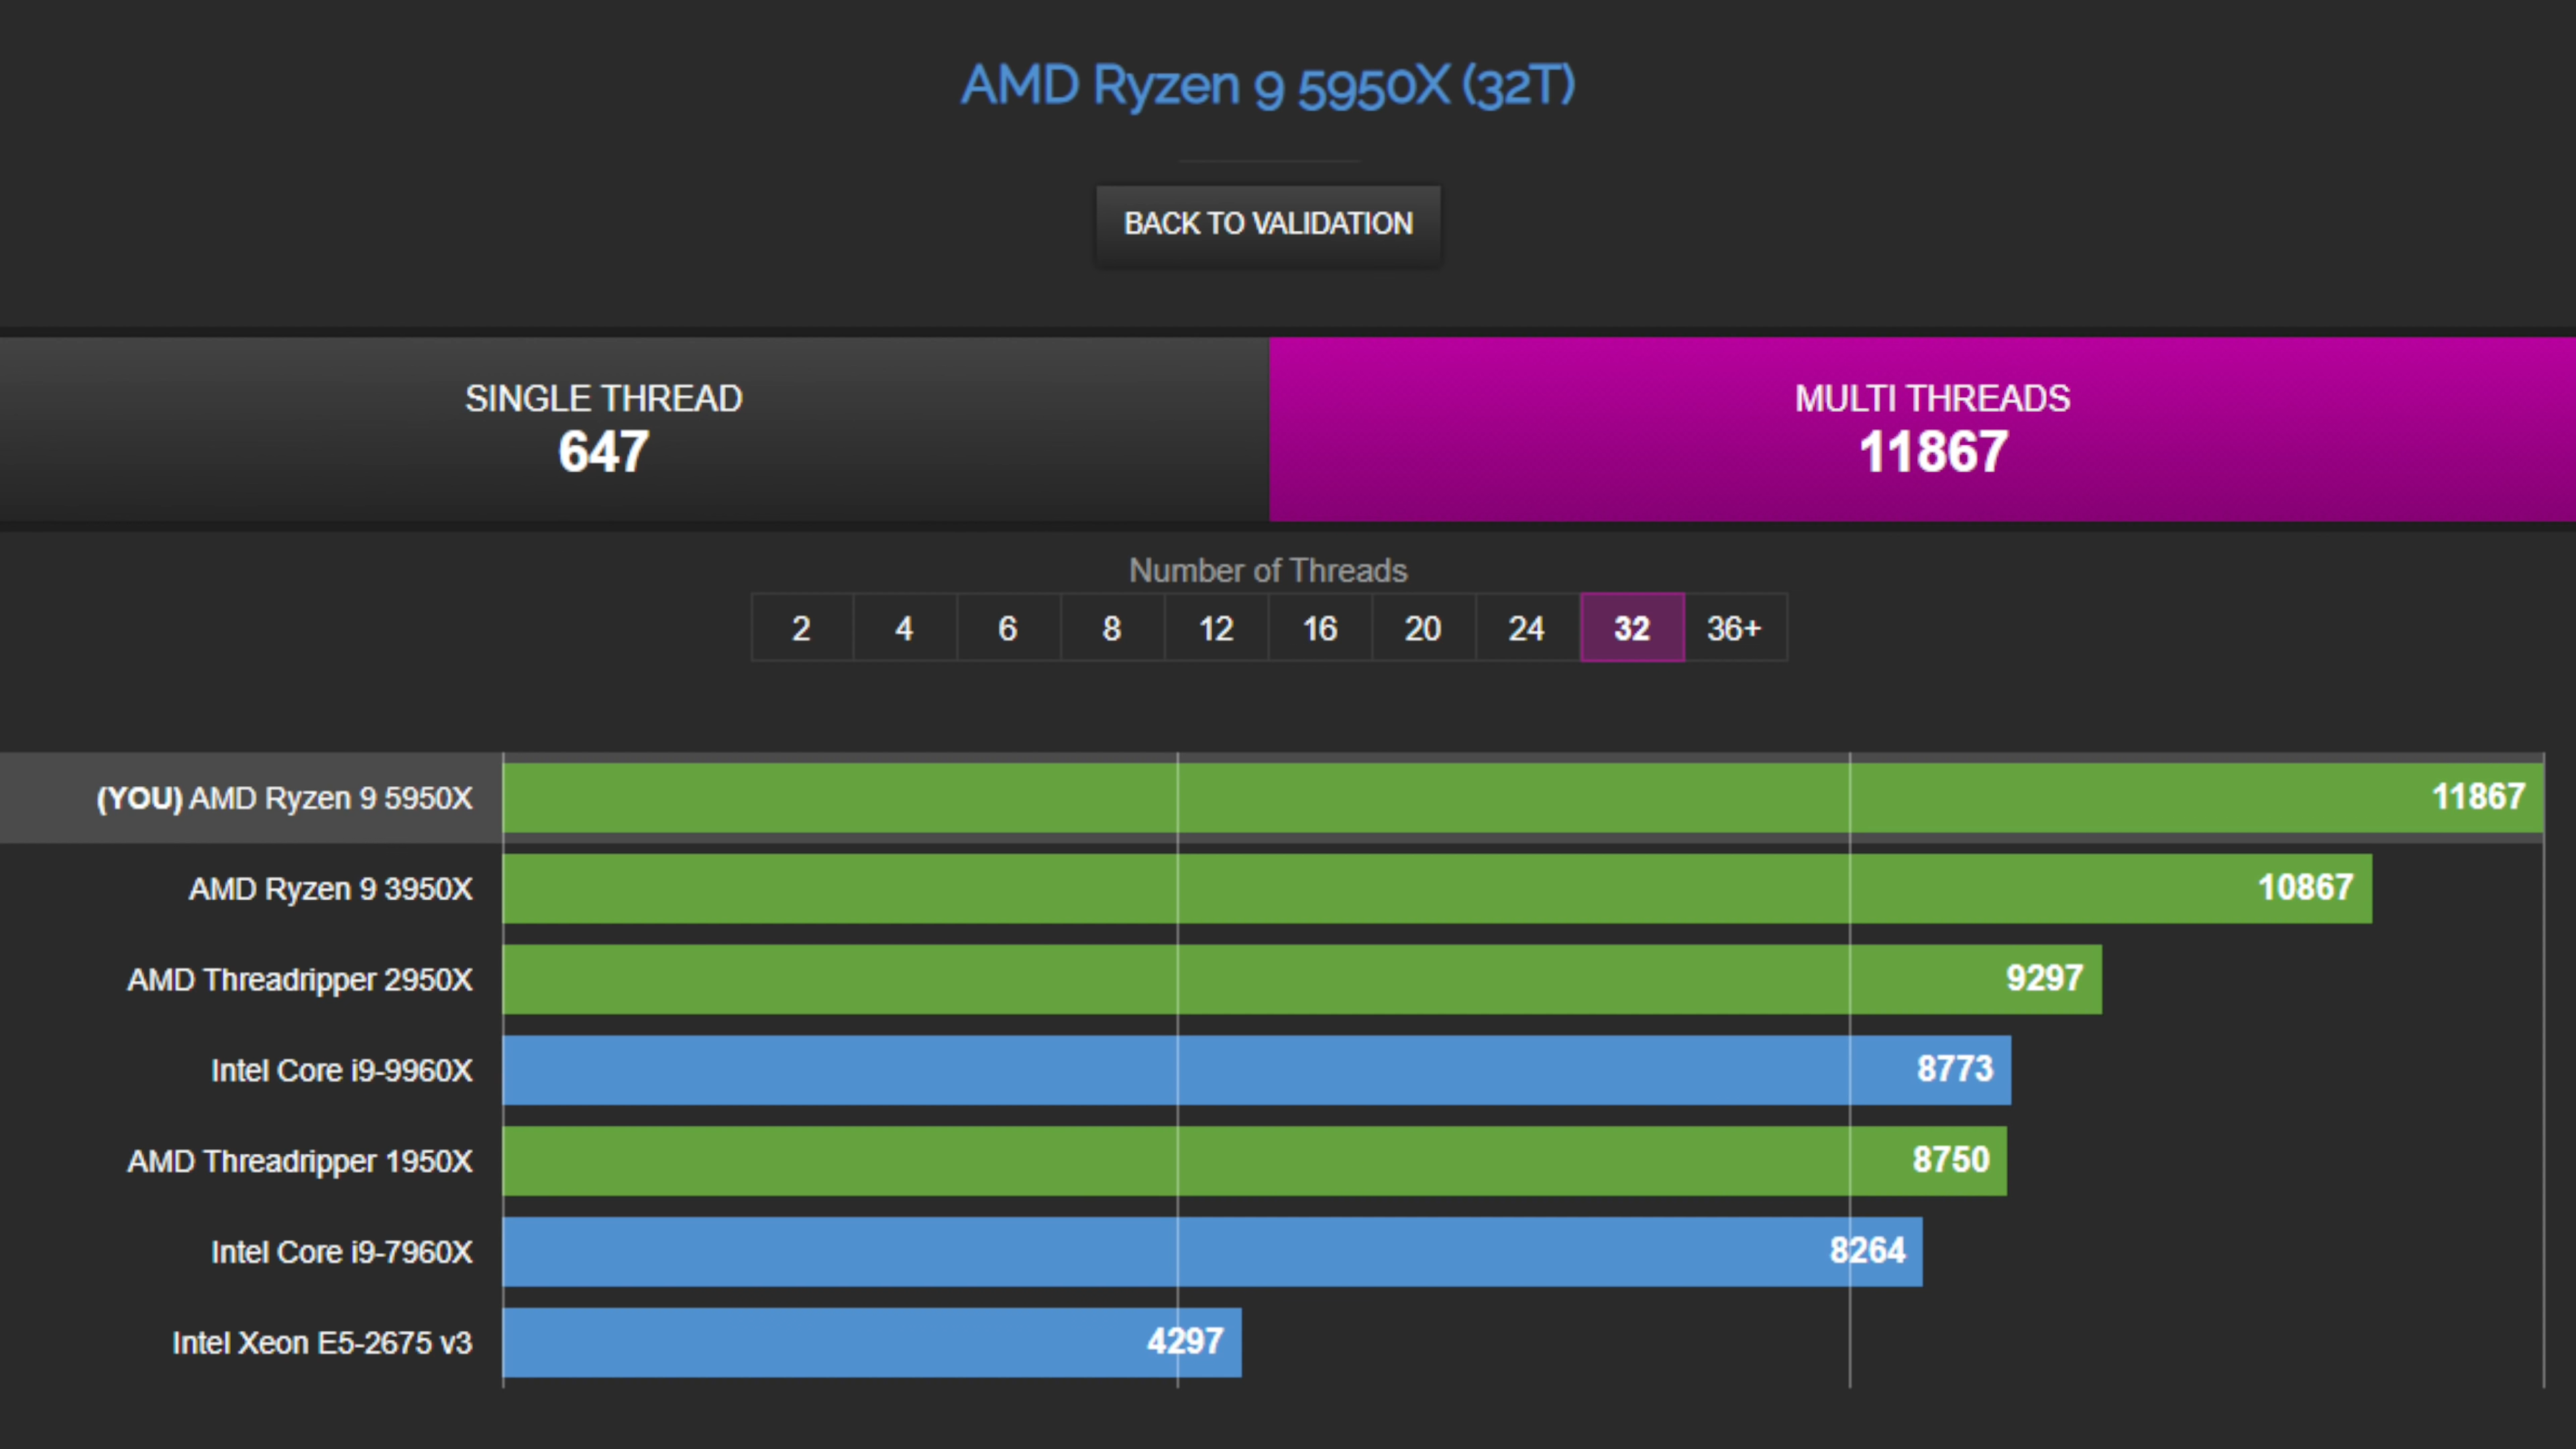 AMD Ryzen 9 5950X (32T)
BACK TO VALIDATION
SINGLE THREAD
647
MULTI THREADS
11867
Number of Threads
2 4 6 8 12 16 20 24 32 36+
(YOU) AMD Ryzen 9 5950X 11867
AMD Ryzen 9 3950X 10867
AMD Threadripper 2950X 9297
Intel Core i9-9960X 8773
AMD Threadripper 1950X 8750
Intel Core i9-7960X 8264
Intel Xeon E5-2675 v3 4297